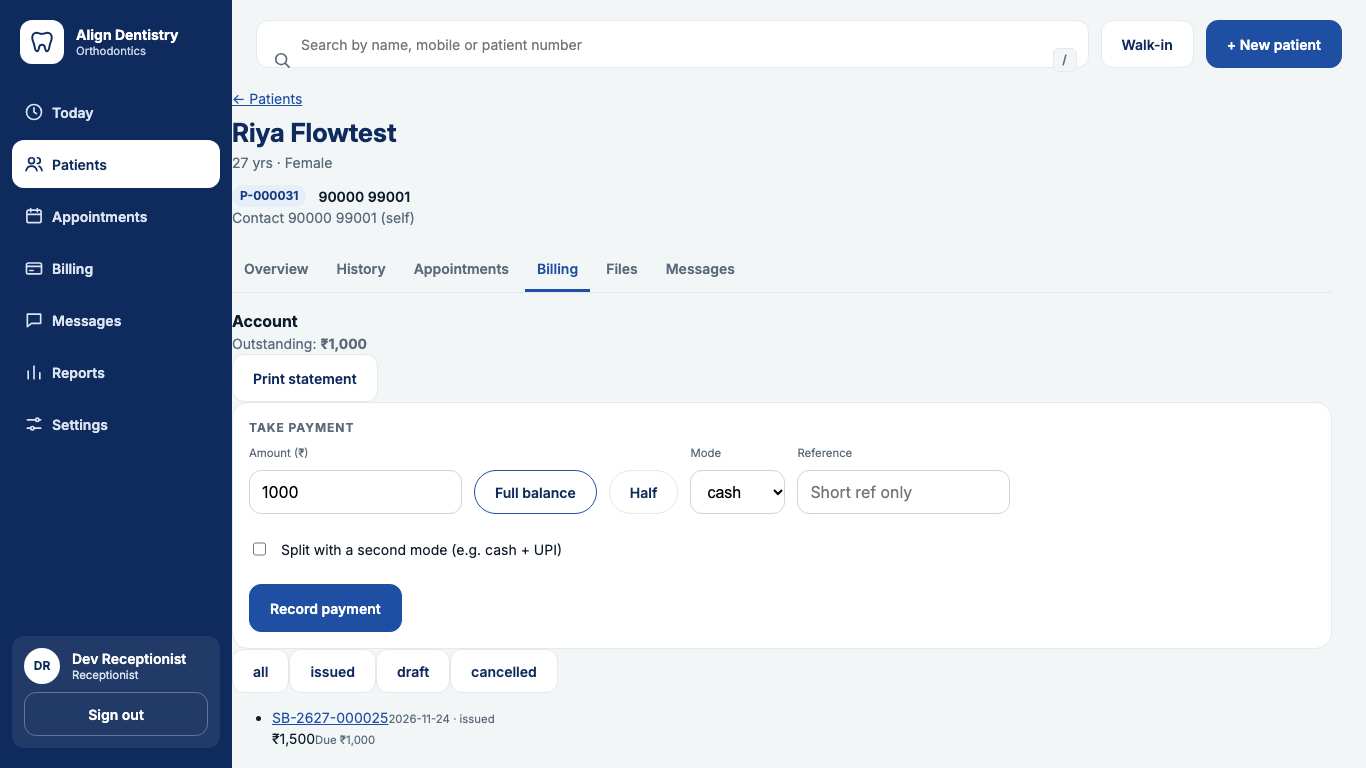 Align Dentistry
Orthodontics
Today
Patients
Appointments
Billing
Messages
Reports
Settings
DR
Dev Receptionist
Receptionist
Sign out
Search by name, mobile or patient number
/
Walk-in
+ New patient
← Patients
Riya Flowtest
27 yrs · Female
P-000031 90000 99001
Contact 90000 99001 (self)
Overview History Appointments Billing Files Messages
Account
Outstanding: ₹1,000
Print statement
TAKE PAYMENT
Amount (₹) Mode Reference
1000 Full balance Half cash Short ref only
Split with a second mode (e.g. cash + UPI)
Record payment
all issued draft cancelled
SB-2627-000025 2026-11-24 · issued
₹1,500 Due ₹1,000